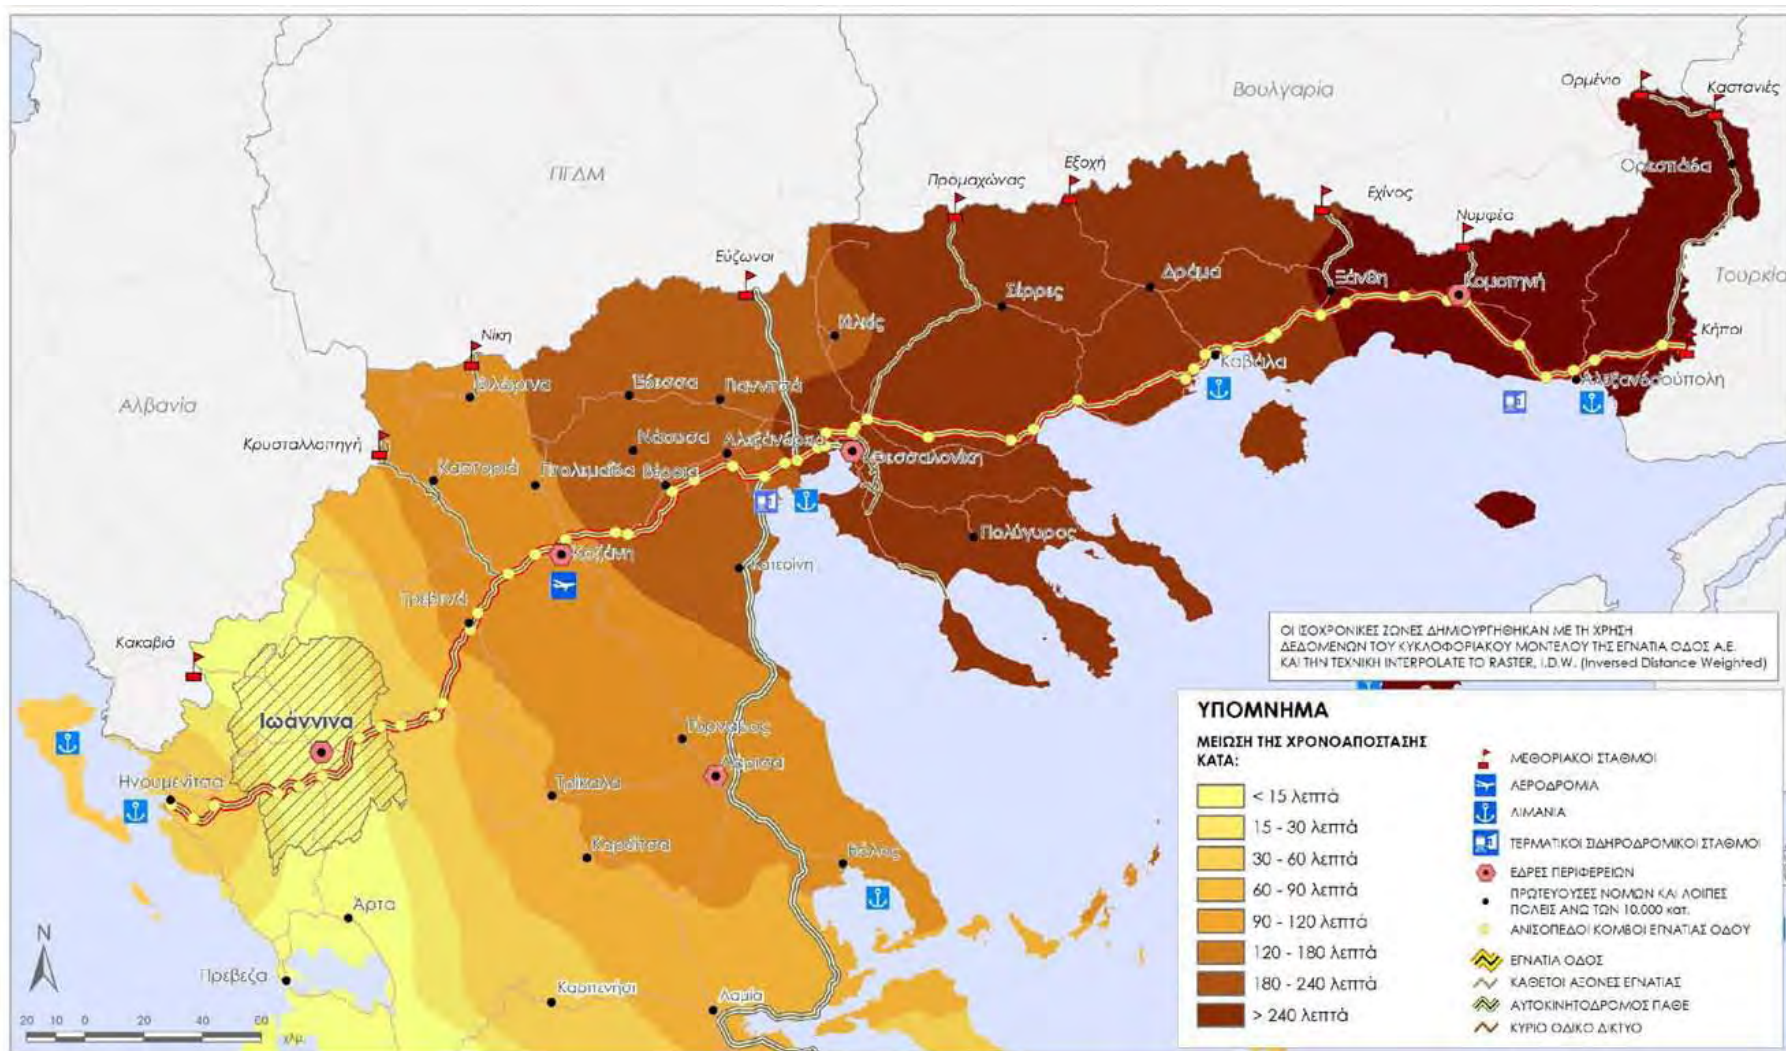 Ορμένιο
Καστανιές
Βουλγαρία
ΠΓΔΜ
Εξοχή
Προμαχώνας
Εχίνος
Νυμφέα
Ορεστιάδα
Τουρκία
Εύζωνοι
Δράμα
Ξάνθη
Κομοτηνή
Σέρρες
Κιλκίς
Κήποι
Νίκη
Καβάλα
Αλεξανδρούπολη
Φλώρινα
Έδεσσα
Γιαννιτσά
Αλβανία
Κρυσταλλοπηγή
Νάουσα
Αλεξάνδρεια
Θεσσαλονίκη
Καστοριά
Πτολεμαΐδα
Βέροια
Πολύγυρος
Κοζάνη
Κατερίνη
Γρεβενά
Κακαβιά
ΟΙ ΙΣΟΧΡΟΝΙΚΕΣ ΖΩΝΕΣ ΔΗΜΙΟΥΡΓΗΘΗΚΑΝ ΜΕ ΤΗ ΧΡΗΣΗ
ΔΕΔΟΜΕΝΩΝ ΤΟΥ ΚΥΚΛΟΦΟΡΙΑΚΟΥ ΜΟΝΤΕΛΟΥ ΤΗΣ ΕΓΝΑΤΙΑ ΟΔΟΣ Α.Ε.
ΚΑΙ ΤΗΝ ΤΕΧΝΙΚΗ INTERPOLATE TO RASTER, I.D.W. (Inversed Distance Weighted)
Ιωάννινα
Τύρναβος
Λάρισα
Ηγουμενίτσα
Τρίκαλα
Καρδίτσα
Βόλος
Άρτα
Πρέβεζα
Καρπενήσι
Λαμία
N
20 10 0 20 40 60
χλμ.
ΥΠΟΜΝΗΜΑ
ΜΕΙΩΣΗ ΤΗΣ ΧΡΟΝΟΑΠΟΣΤΑΣΗΣ
ΚΑΤΑ:
< 15 λεπτά
15 - 30 λεπτά
30 - 60 λεπτά
60 - 90 λεπτά
90 - 120 λεπτά
120 - 180 λεπτά
180 - 240 λεπτά
> 240 λεπτά
ΜΕΘΟΡΙΑΚΟΙ ΣΤΑΘΜΟΙ
ΑΕΡΟΔΡΟΜΙΑ
ΛΙΜΑΝΙΑ
ΤΕΡΜΑΤΙΚΟΙ ΣΙΔΗΡΟΔΡΟΜΙΚΟΙ ΣΤΑΘΜΟΙ
ΕΔΡΕΣ ΠΕΡΙΦΕΡΕΙΩΝ
ΠΡΩΤΕΥΟΥΣΕΣ ΝΟΜΩΝ ΚΑΙ ΛΟΙΠΕΣ
ΠΟΛΕΙΣ ΑΝΩ ΤΩΝ 10.000 κατ.
ΑΝΙΣΟΠΕΔΟΙ ΚΟΜΒΟΙ ΕΓΝΑΤΙΑΣ ΟΔΟΥ
ΕΓΝΑΤΙΑ ΟΔΟΣ
ΚΑΘΕΤΟΙ ΑΞΟΝΕΣ ΕΓΝΑΤΙΑΣ
ΑΥΤΟΚΙΝΗΤΟΔΡΟΜΟΣ ΠΑΘΕ
ΚΥΡΙΟ ΟΔΙΚΟ ΔΙΚΤΥΟ